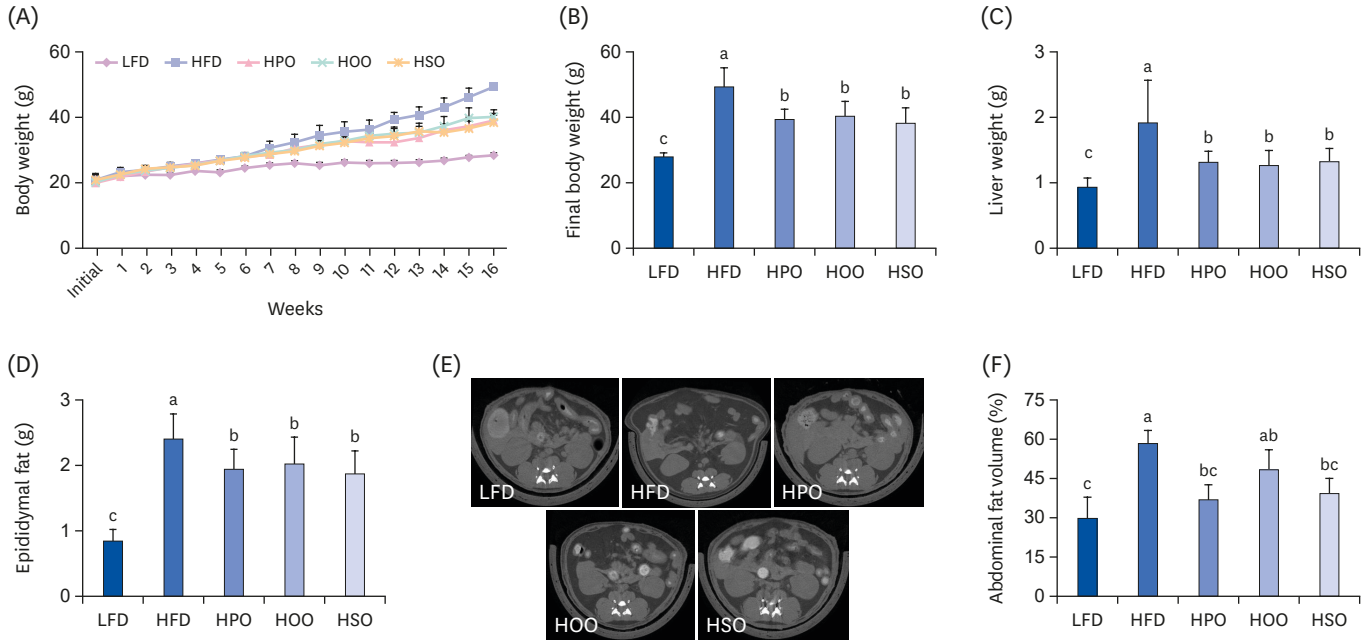 (A)
Body weight (g)
60
40
20
0
LFD HFD HPO HOO HSO
Initial 1 2 3 4 5 6 7 8 9 10 11 12 13 14 15 16
Weeks
(B)
Final body weight (g)
60
40
20
0
c a b b b
LFD HFD HPO HOO HSO
(C)
Liver weight (g)
3
2
1
0
c a b b b
LFD HFD HPO HOO HSO
(D)
Epididymal fat (g)
3
2
1
0
c a b b b
LFD HFD HPO HOO HSO
(E)
LFD HFD HPO
HOO HSO
(F)
Abdominal fat volume (%)
75
60
45
30
15
0
c a bc ab bc
LFD HFD HPO HOO HSO